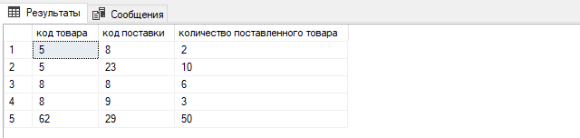 Результаты Сообщения
код товара код поставки количество поставленного товара
1 5 8 2
2 5 23 10
3 8 8 6
4 8 9 3
5 62 29 50